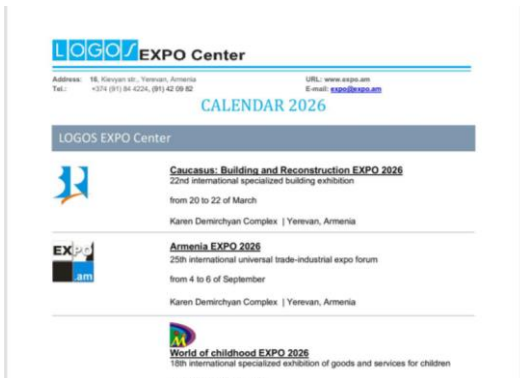 LOGOS EXPO Center
Address: 16, Kievyan str., Yerevan, Armenia
Tel.: +374 (91) 84 4224, (91) 42 09 82
URL: www.expo.am
E-mail: expo@expo.am
CALENDAR 2026
LOGOS EXPO Center
Caucasus: Building and Reconstruction EXPO 2026
22nd international specialized building exhibition
from 20 to 22 of March
Karen Demirchyan Complex | Yerevan, Armenia
EXPO
.am
Armenia EXPO 2026
25th international universal trade-industrial expo forum
from 4 to 6 of September
Karen Demirchyan Complex | Yerevan, Armenia
World of childhood EXPO 2026
18th international specialized exhibition of goods and services for children